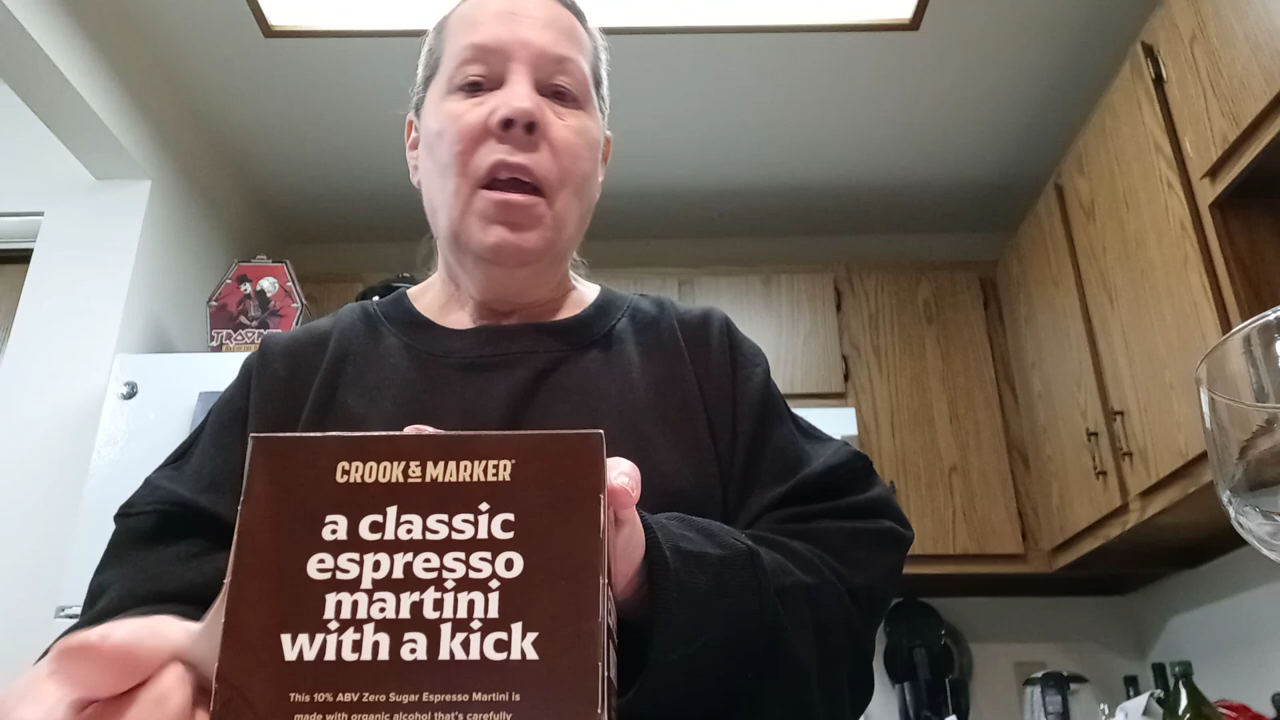 TROOPER
CROOK & MARKER
a classic
espresso
martini
with a kick
This 10% ABV Zero Sugar Espresso Martini is
made with organic alcohol that's carefully